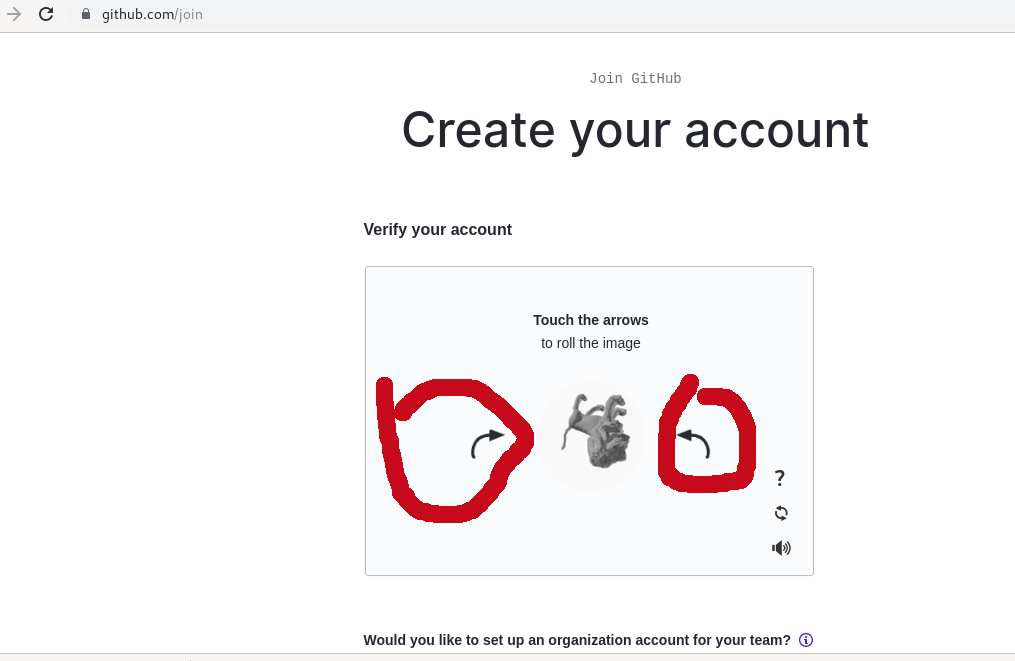 github.com/join
Join GitHub
Create your account
Verify your account
Touch the arrows
to roll the image
?
Would you like to set up an organization account for your team?